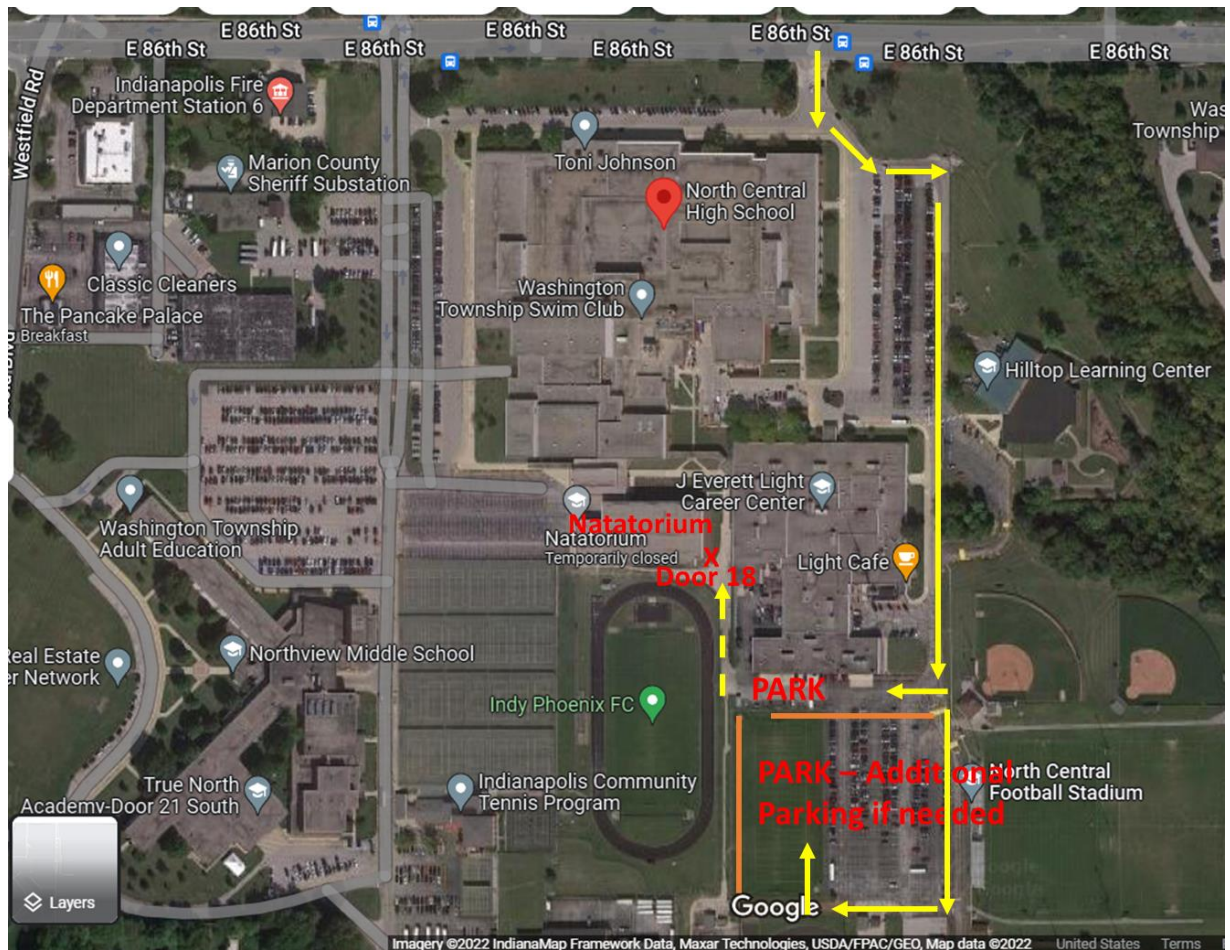 E 86th St
E 86th St
E 86th St
E 86th St
E 86th St
E 86th St
E 86th St
E 86th St
Westfield Rd
Indianapolis Fire
Department Station 6
Was
Township
Toni Johnson
Marion County
Sheriff Substation
North Central
High School
Classic Cleaners
Washington
Township Swim Club
The Pancake Palace
Breakfast
Hilltop Learning Center
J Everett Light
Career Center
Washington Township
Adult Education
Natatorium
Natatorium
Temporarily closed
X
Door 18
Light Cafe
Real Estate
er Network
Northview Middle School
PARK
Indy Phoenix FC
True North
Academy-Door 21 South
Indianapolis Community
Tennis Program
PARK – Additional
Parking if needed
North Central
Football Stadium
Layers
Google
Imagery ©2022 IndianaMap Framework Data, Maxar Technologies, USDA/FPAC/GEO, Map data ©2022 United States Terms